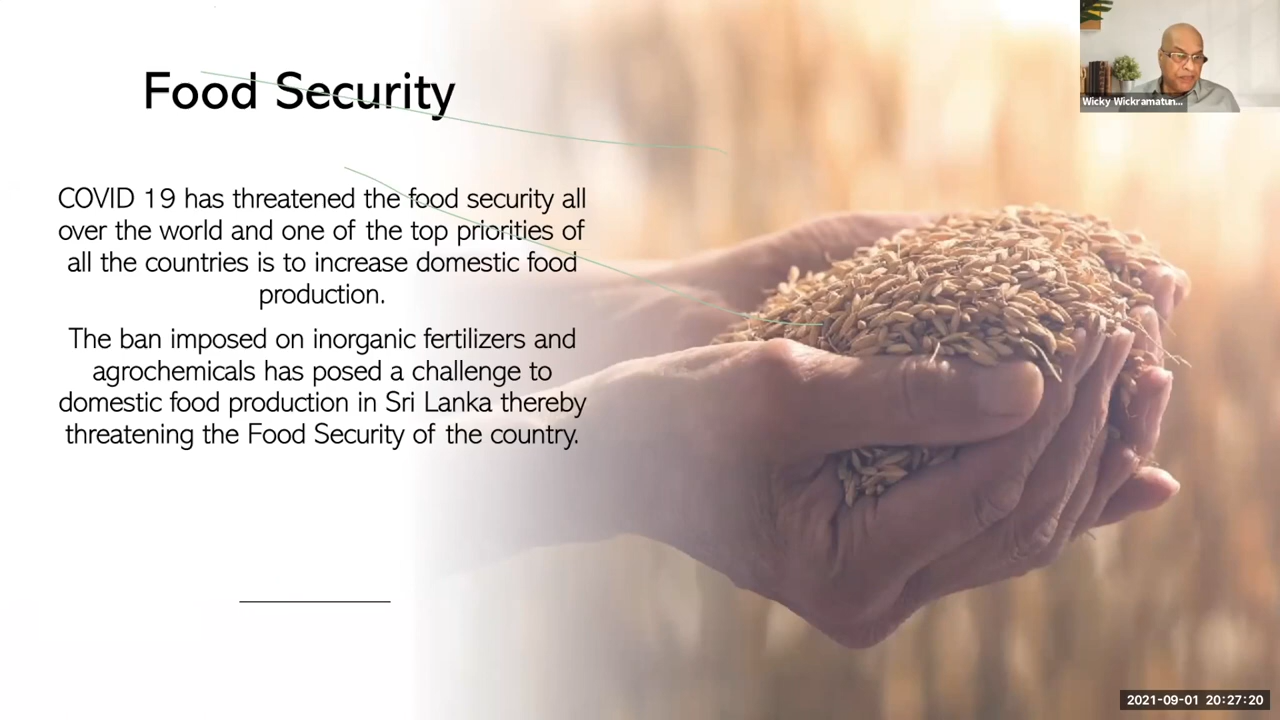 Food Security
COVID 19 has threatened the food security all
over the world and one of the top priorities of
all the countries is to increase domestic food
production.
The ban imposed on inorganic fertilizers and
agrochemicals has posed a challenge to
domestic food production in Sri Lanka thereby
threatening the Food Security of the country.
Wicky Wickramatun...
2021-09-01 20:27:20